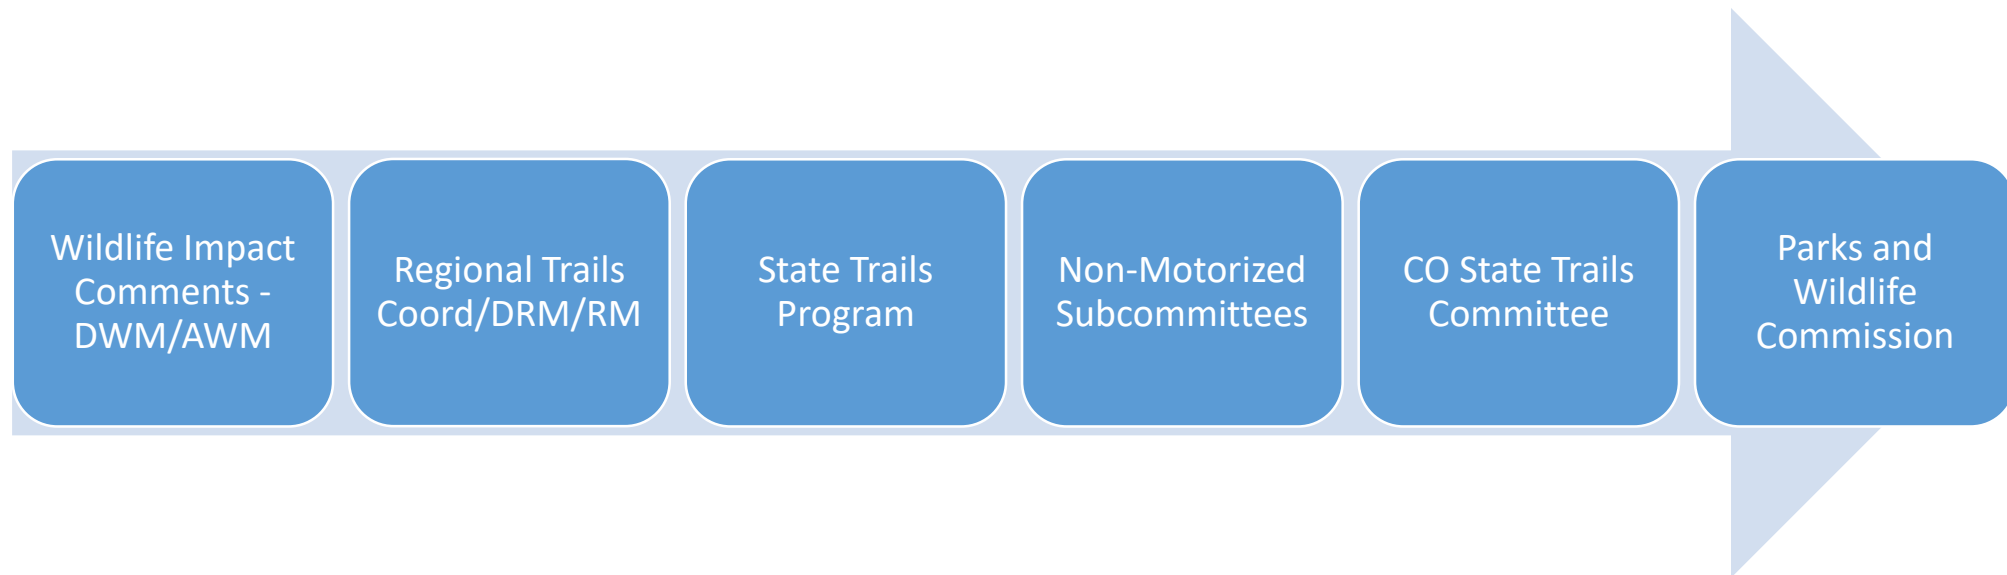 Wildlife Impact
Comments -
DWM/AWM
Regional Trails
Coord/DRM/RM
State Trails
Program
Non-Motorized
Subcommittees
CO State Trails
Committee
Parks and
Wildlife
Commission